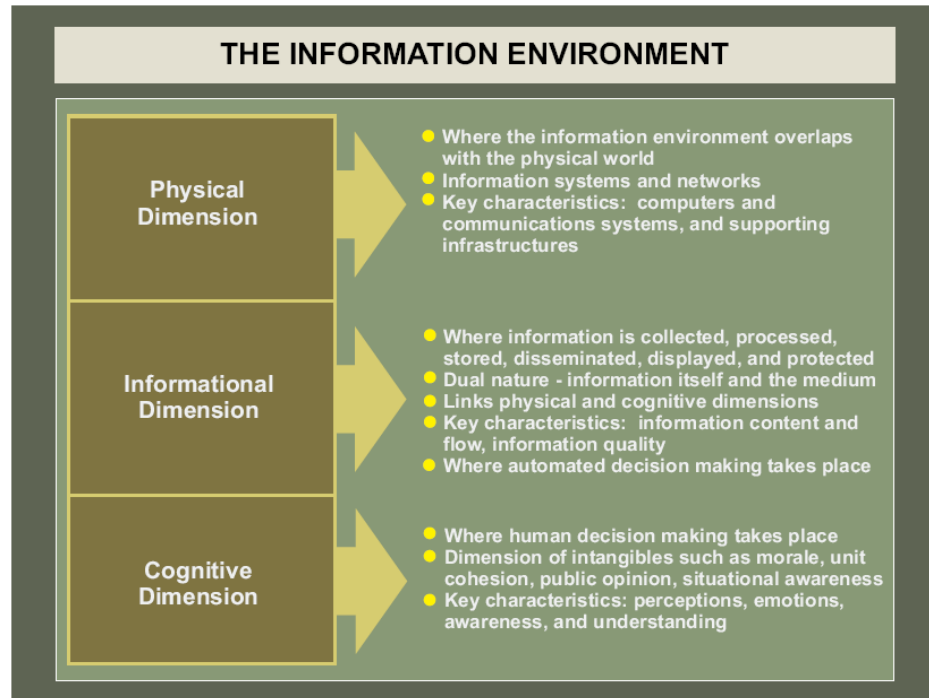 THE INFORMATION ENVIRONMENT
Physical
Dimension
● Where the information environment overlaps
with the physical world
● Information systems and networks
● Key characteristics: computers and
communications systems, and supporting
infrastructures
Informational
Dimension
● Where information is collected, processed,
stored, disseminated, displayed, and protected
● Dual nature - information itself and the medium
● Links physical and cognitive dimensions
● Key characteristics: information content and
flow, information quality
● Where automated decision making takes place
Cognitive
Dimension
● Where human decision making takes place
● Dimension of intangibles such as morale, unit
cohesion, public opinion, situational awareness
● Key characteristics: perceptions, emotions,
awareness, and understanding